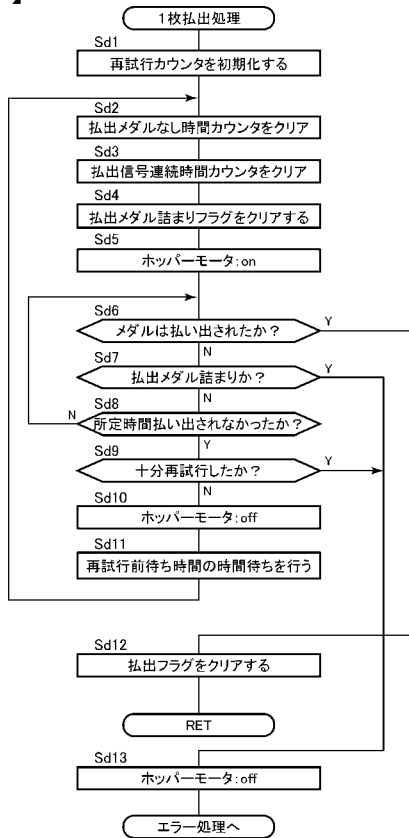 1枚払出処理
Sd1
再試行カウンタを初期化する
Sd2
払出メダルなし時間カウンタをクリア
Sd3
払出信号連続時間カウンタをクリア
Sd4
払出メダル詰まりフラグをクリアする
Sd5
ホッパーモータ:on
Sd6
メダルは払い出されたか?
Y
N
Sd7
払出メダル詰まりか?
Y
N
Sd8
N
所定時間払い出されなかったか?
Y
Sd9
十分再試行したか?
Y
N
Sd10
ホッパーモータ:off
Sd11
再試行前待ち時間の時間待ちを行う
Sd12
払出フラグをクリアする
RET
Sd13
ホッパーモータ:off
エラー処理へ